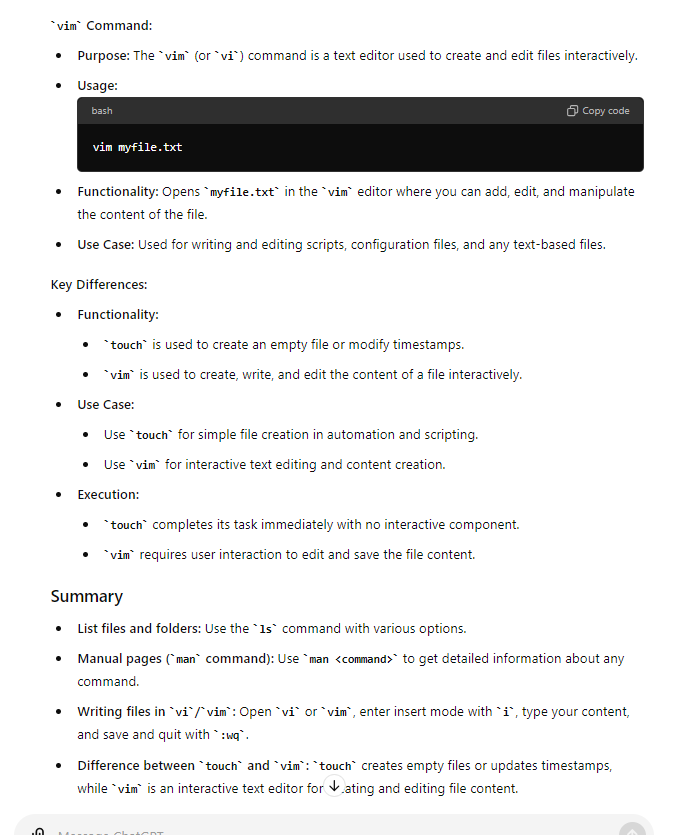 `vim` Command:
• Purpose: The `vim` (or `vi`) command is a text editor used to create and edit files interactively.
• Usage:
bash Copy code
vim myfile.txt
• Functionality: Opens `myfile.txt` in the `vim` editor where you can add, edit, and manipulate
the content of the file.
• Use Case: Used for writing and editing scripts, configuration files, and any text-based files.
Key Differences:
• Functionality:
• `touch` is used to create an empty file or modify timestamps.
• `vim` is used to create, write, and edit the content of a file interactively.
• Use Case:
• Use `touch` for simple file creation in automation and scripting.
• Use `vim` for interactive text editing and content creation.
• Execution:
• `touch` completes its task immediately with no interactive component.
• `vim` requires user interaction to edit and save the file content.
Summary
• List files and folders: Use the `ls` command with various options.
• Manual pages (`man` command): Use `man <command>` to get detailed information about any
command.
• Writing files in `vi`/`vim`: Open `vi` or `vim`, enter insert mode with `i`, type your content,
and save and quit with `:wq`.
• Difference between `touch` and `vim`: `touch` creates empty files or updates timestamps,
while `vim` is an interactive text editor for ating and editing file content.
Message ChatGPT